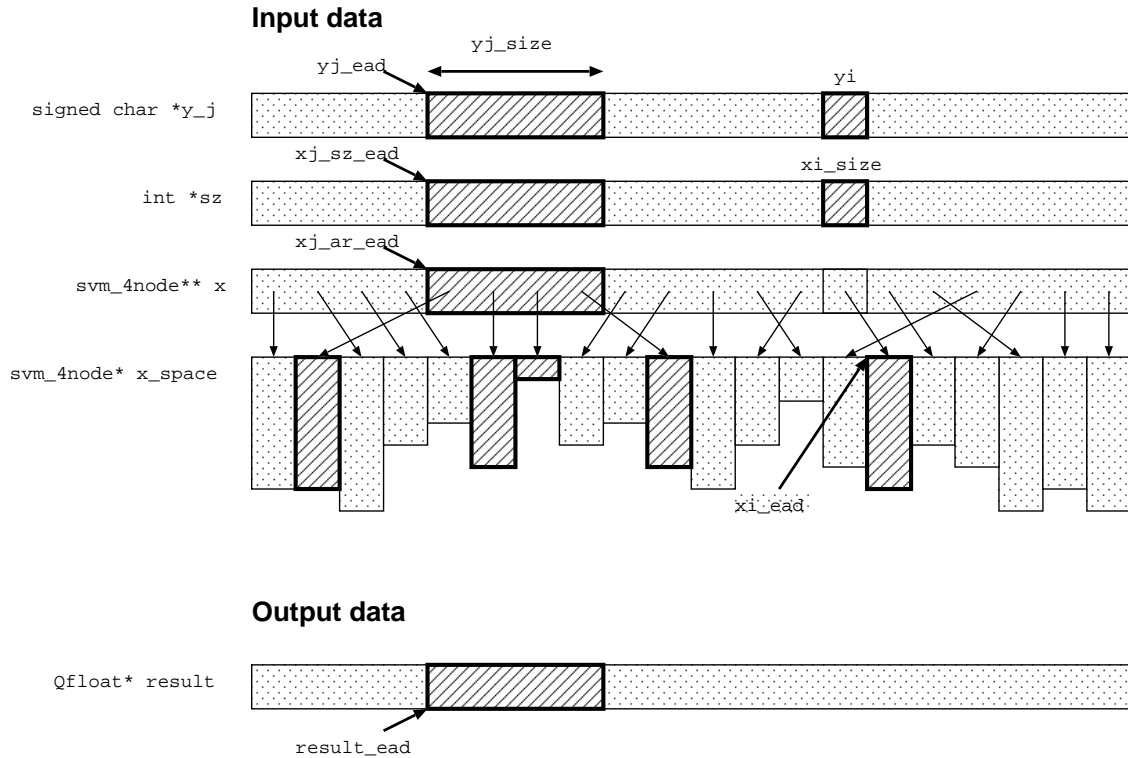 Input data
yj_size
yj_ead
yi
signed char *y_j
xj_sz_ead
xi_size
int *sz
xj_ar_ead
svm_4node** x
svm_4node* x_space
xi_ead
Output data
Qfloat* result
result_ead